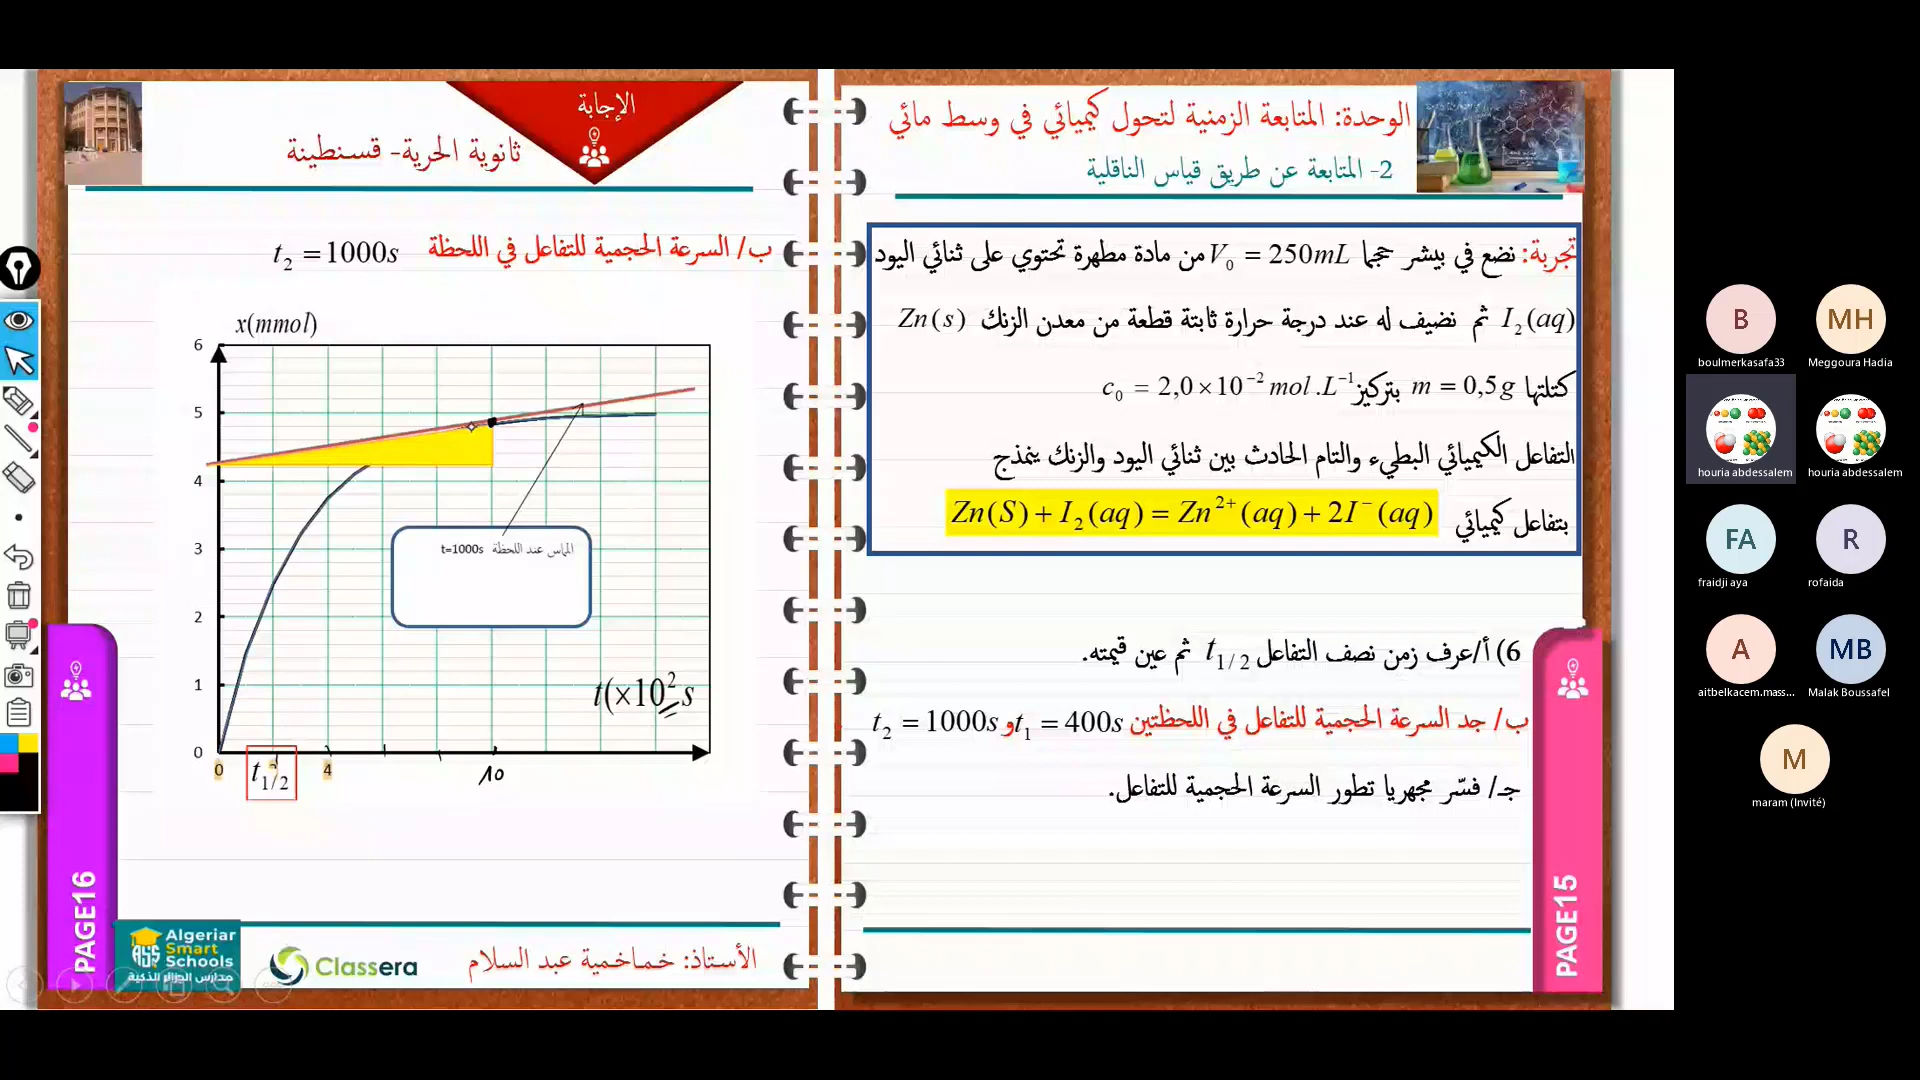 الوحدة: المتابعة الزمنية لتحول كيميائي في وسط مائي
2- المتابعة عن طريق قياس الناقلية
تجربة: نضع في بيشر حجما V₀ = 250mL من مادة مطهرة تحتوي على ثنائي اليود
I₂(aq) ثم نضيف له عند درجة حرارة ثابتة قطعة من معدن الزنك Zn(s)
كتلتها m = 0,5g بتركيز c₀ = 2,0×10⁻² mol.L⁻¹
التفاعل الكيميائي البطيء والتام الحادث بين ثنائي اليود والزنك ينمذج
بتفاعل كيميائي Zn(S) + I₂(aq) = Zn²⁺(aq) + 2I⁻(aq)
6) أ/عرف زمن نصف التفاعل t1/2 ثم عين قيمته.
ب/ جد السرعة الحجمية للتفاعل في اللحظتين t₁ = 400s و t₂ = 1000s
جـ/ فسّر مجهريا تطور السرعة الحجمية للتفاعل.
PAGE15
الإجابة
ثانوية الحرية- قسنطينة
ب/ السرعة الحجمية للتفاعل في اللحظة t₂ = 1000s
x(mmol)
6
5
4
3
2
1
0
المماس عند اللحظة t=1000s
t(×10² s
0
t1/2
4
10
PAGE16
Algeriar
Smart
Schools
مدارس الجزائر الذكية
Classera
الأستاذ: خماخمية عبد السلام
B
boulmerkasafa33
MH
Meggoura Hadia
houria abdessalem
houria abdessalem
FA
fraidji aya
R
rofaida
A
aitbelkacem.mass...
MB
Malak Boussafel
M
maram (Invité)